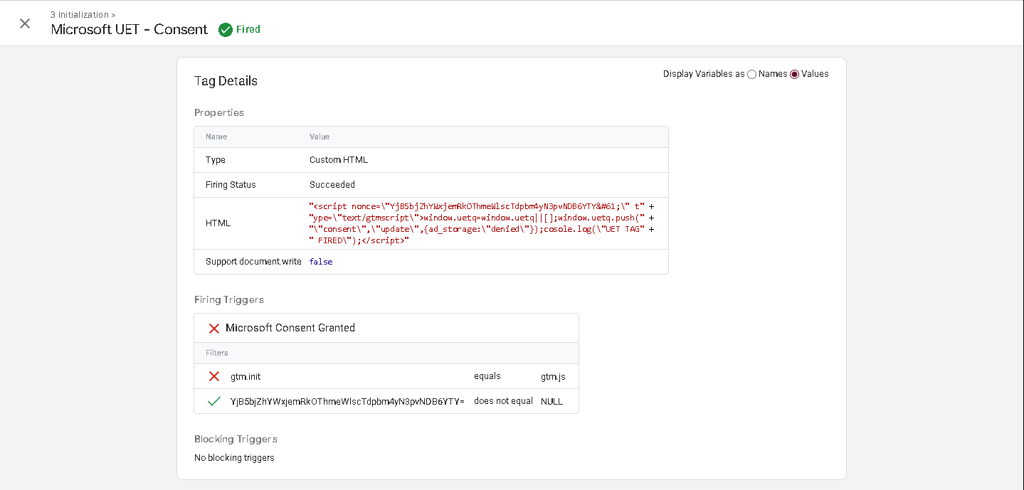 3 Initialization >
Microsoft UET - Consent Fired
Tag Details
Display Variables as Names Values
Properties
Name Value
Type Custom HTML
Firing Status Succeeded
HTML
"<script nonce=\"YjB5bjZhYWxjemRkOThmeWlscTdpbm4yN3pvNDB6YTY&#61;\" t" +
"ype=\"text/gtmscript\">window.uetq=window.uetq||[];window.uetq.push(" +
"\"consent\",\"update\",{ad_storage:\"denied\"});cosole.log(\"UET TAG" +
" FIRED\");</script>"
Support document.write false
Firing Triggers
Microsoft Consent Granted
Filters
gtm.init equals gtm.js
YjB5bjZhYWxjemRkOThmeWlscTdpbm4yN3pvNDB6YTY= does not equal NULL
Blocking Triggers
No blocking triggers